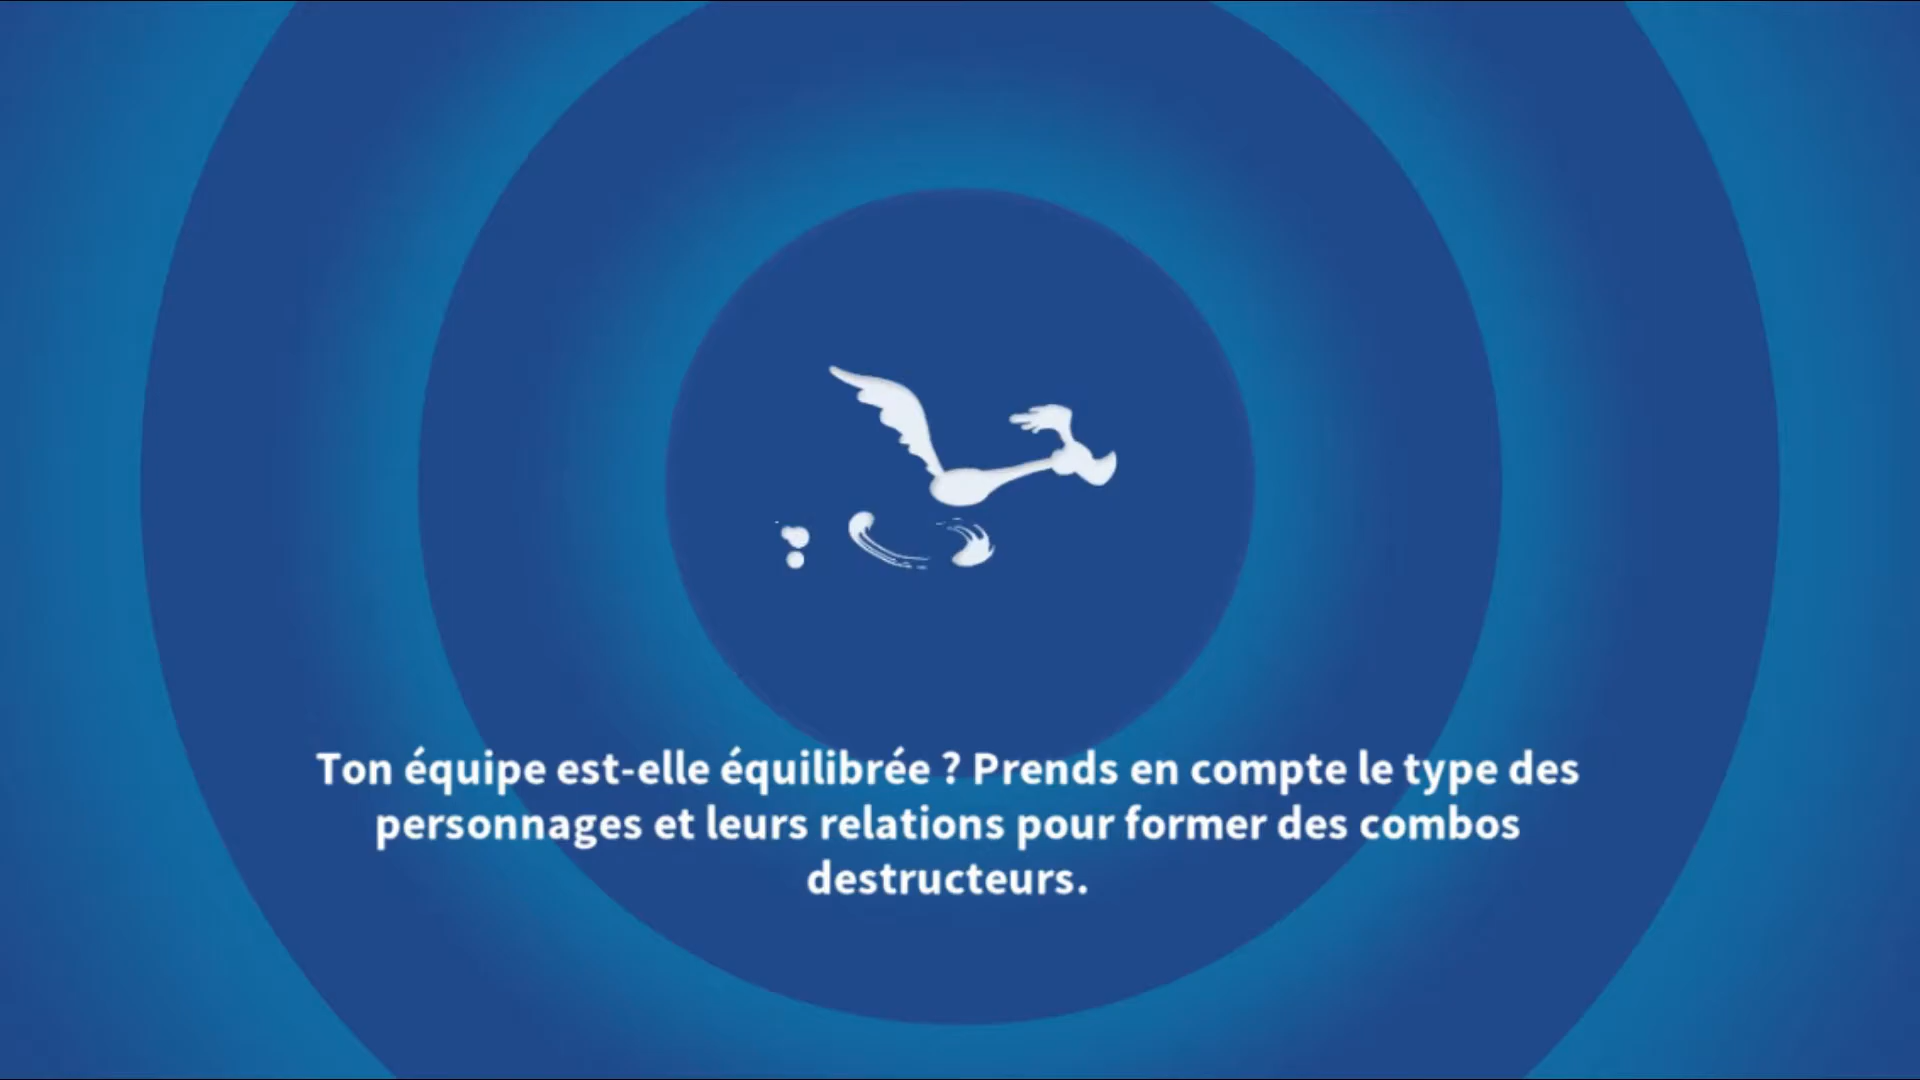 Ton équipe est-elle équilibrée ? Prends en compte le type des
personnages et leurs relations pour former des combos
destructeurs.